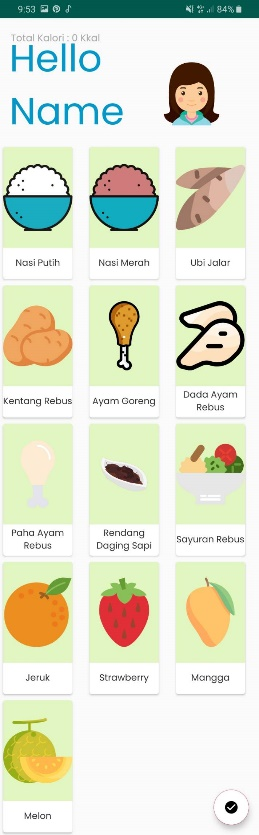 9:53
84%
Total Kalori : 0 Kkal
Hello
Name
Nasi Putih
Nasi Merah
Ubi Jalar
Kentang Rebus
Ayam Goreng
Dada Ayam
Rebus
Paha Ayam
Rebus
Rendang
Daging Sapi
Sayuran Rebus
Jeruk
Strawberry
Mangga
Melon